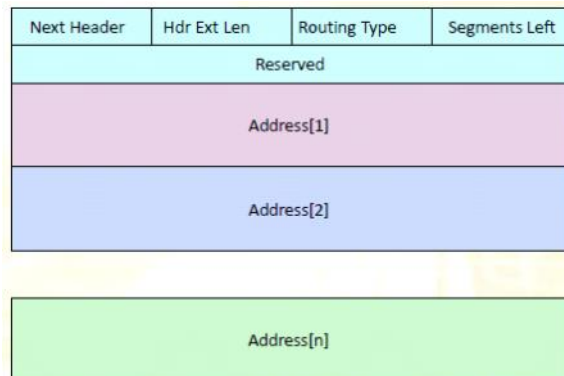 Next Header Hdr Ext Len Routing Type Segments Left
Reserved
Address[1]
Address[2]
Address[n]